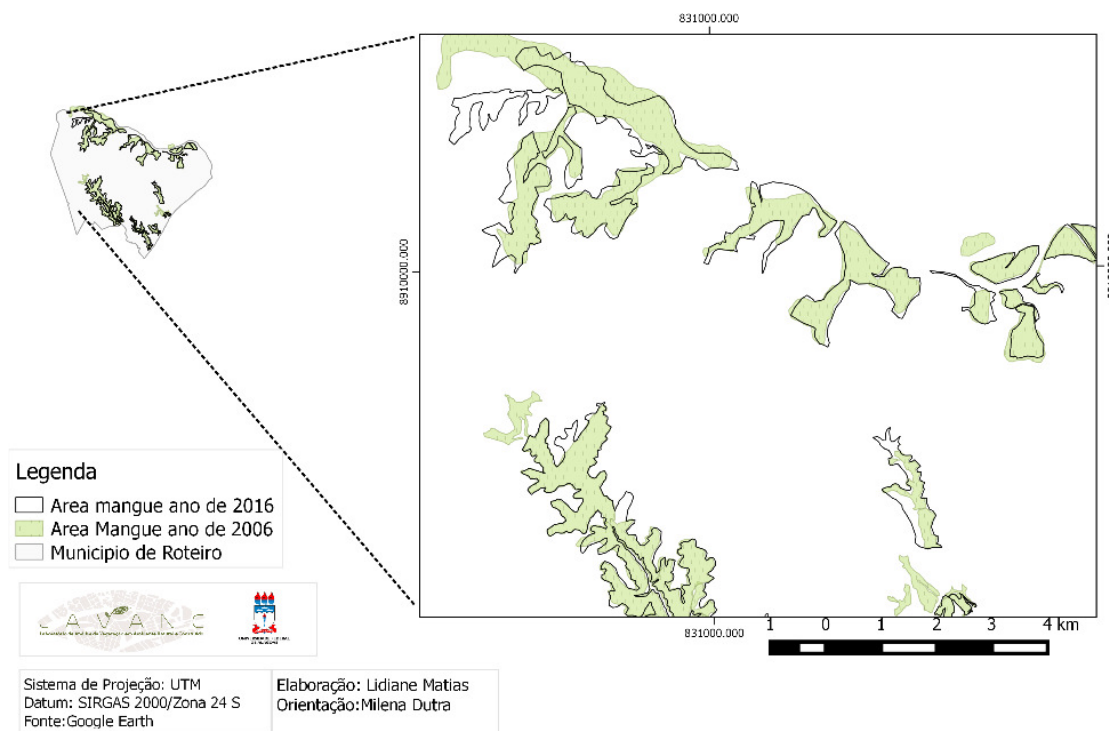 831000.000
8910000.000
Legenda
Area mangue ano de 2016
Area Mangue ano de 2006
Municipio de Roteiro
831000.000
1 0 1 2 3 4 km
LAVANC
Sistema de Projeção: UTM
Datum: SIRGAS 2000/Zona 24 S
Fonte:Google Earth
Elaboração: Lidiane Matias
Orientação:Milena Dutra